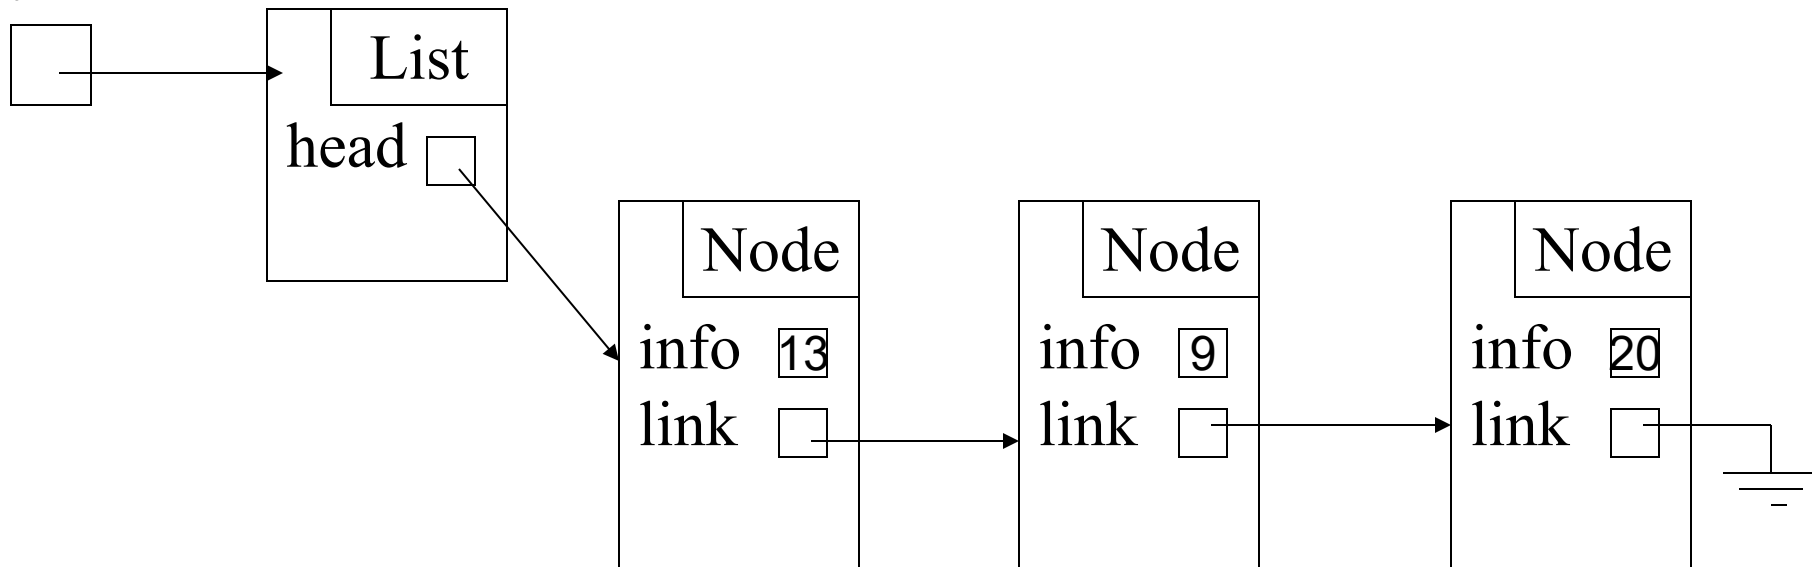 List
head
Node Node Node
info 13 info 9 info 20
link link link